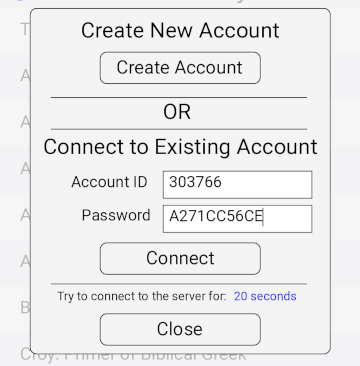 Create New Account
Create Account
OR
Connect to Existing Account
Account ID 303766
Password A271CC56CE
Connect
Try to connect to the server for: 20 seconds
Close
Croy: Primer of Biblical Greek